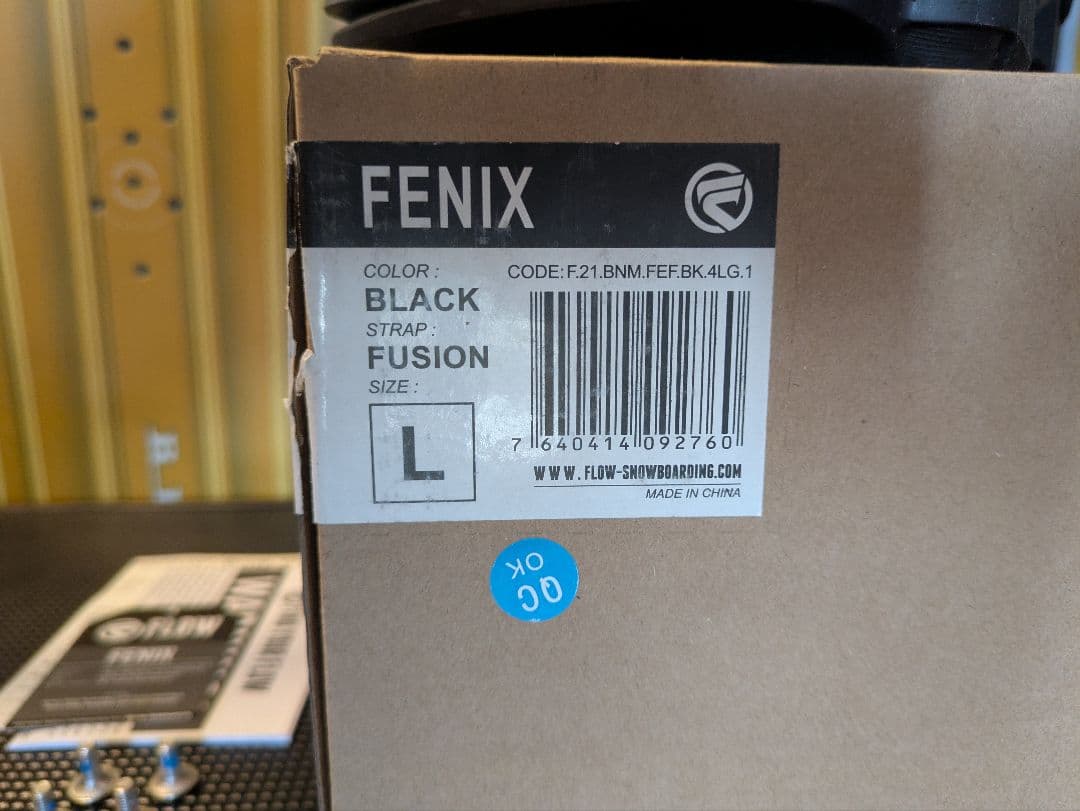 FENIX
COLOR :
BLACK
STRAP :
FUSION
SIZE :
L
CODE: F.21.BNM.FEF.BK.4LG.1
7 640414 092760
WWW.FLOW-SNOWBOARDING.COM
MADE IN CHINA
QC
OK
FLOW
FENIX